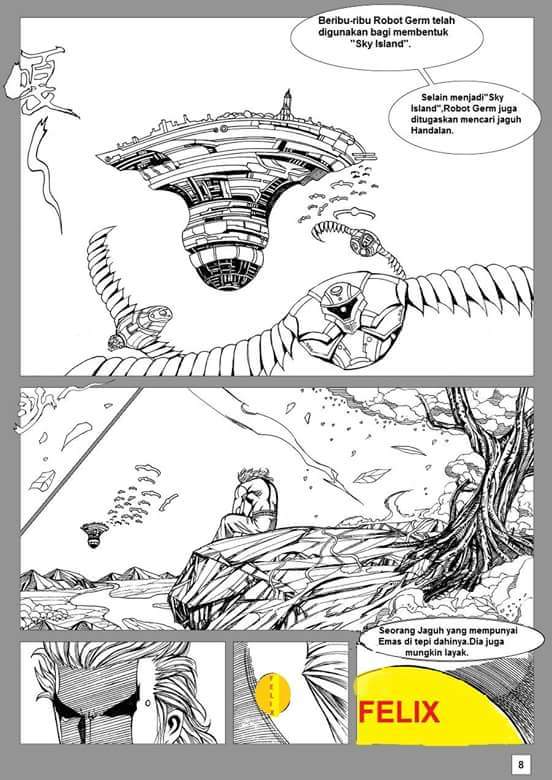 Beribu-ribu Robot Germ telah
digunakan bagi membentuk
"Sky Island".
Selain menjadi"Sky
Island",Robot Germ juga
ditugaskan mencari jaguh
Handalan.
Seorang Jaguh yang mempunyai
Emas di tepi dahinya.Dia juga
mungkin layak.
FELIX
FELIX
8